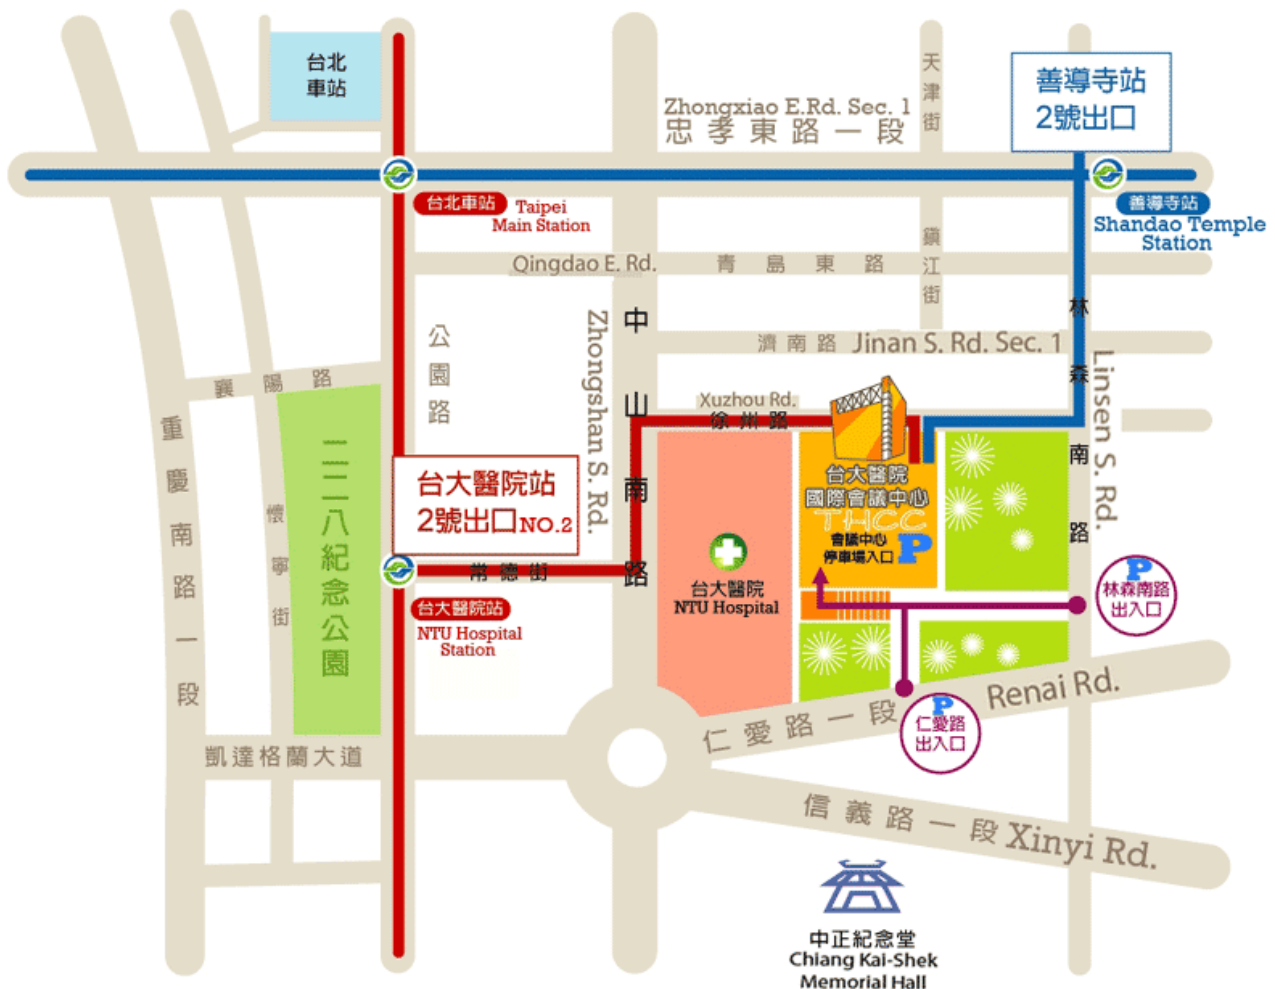 台北
車站
天津街
善導寺站
2號出口
Zhongxiao E.Rd. Sec. 1
忠孝東路一段
台北車站
Taipei
Main Station
善導寺站
Shandao Temple
Station
鎮江街
Qingdao E. Rd.
青島東路
公園路
Zhongshan S. Rd.
中山南路
濟南路 Jinan S. Rd. Sec. 1
林森南路
Linsen S. Rd.
襄陽路
Xuzhou Rd.
徐州路
重慶南路一段
二二八紀念公園
懷寧街
台大醫院站
2號出口NO.2
常德街
台大醫院站
NTU Hospital
Station
台大醫院
國際會議中心
THCC
會議中心
停車場入口 P
台大醫院
NTU Hospital
P
林森南路
出入口
P
仁愛路
出入口
仁愛路一段 Renai Rd.
凱達格蘭大道
信義路一段 Xinyi Rd.
中正紀念堂
Chiang Kai-Shek
Memorial Hall